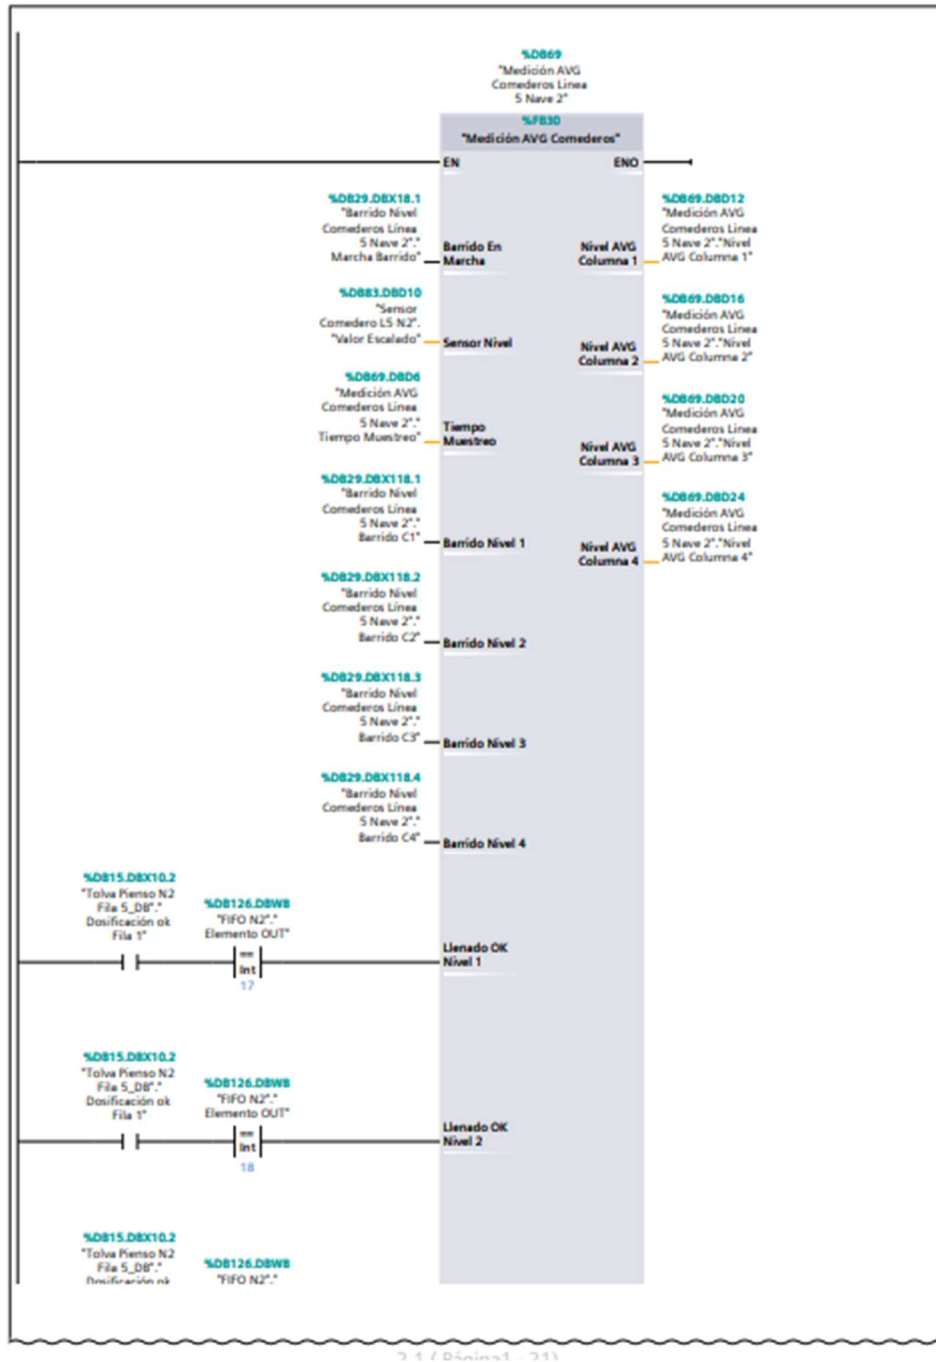 %DB69
"Medición AVG
Comederos Linea
5 Nave 2"
%FB30
"Medición AVG Comederos"
EN
ENO
%DB29.DBX18.1
"Barrido Nivel
Comederos Línea
5 Nave 2"."
Marcha Barrido"
Barrido En
Marcha
Nivel AVG
Columna 1
%DB69.DBD12
"Medición AVG
Comederos Linea
5 Nave 2"."Nivel
AVG Columna 1"
%DB83.DBD10
"Sensor
Comedero L5 N2".
"Valor Escalado"
Sensor Nivel
Nivel AVG
Columna 2
%DB69.DBD16
"Medición AVG
Comederos Linea
5 Nave 2"."Nivel
AVG Columna 2"
%DB69.DBD6
"Medición AVG
Comederos Linea
5 Nave 2"."
Tiempo Muestreo"
Tiempo
Muestreo
Nivel AVG
Columna 3
%DB69.DBD20
"Medición AVG
Comederos Linea
5 Nave 2"."Nivel
AVG Columna 3"
%DB29.DBX118.1
"Barrido Nivel
Comederos Línea
5 Nave 2"."
Barrido C1"
Barrido Nivel 1
Nivel AVG
Columna 4
%DB69.DBD24
"Medición AVG
Comederos Linea
5 Nave 2"."Nivel
AVG Columna 4"
%DB29.DBX118.2
"Barrido Nivel
Comederos Línea
5 Nave 2"."
Barrido C2"
Barrido Nivel 2
%DB29.DBX118.3
"Barrido Nivel
Comederos Línea
5 Nave 2"."
Barrido C3"
Barrido Nivel 3
%DB29.DBX118.4
"Barrido Nivel
Comederos Línea
5 Nave 2"."
Barrido C4"
Barrido Nivel 4
%DB15.DBX10.2
"Tolva Pienso N2
Fila 5_DB"."
Dosificación ok
Fila 1"
%DB126.DBW8
"FIFO N2"."
Elemento OUT"
==
Int
17
Llenado OK
Nivel 1
%DB15.DBX10.2
"Tolva Pienso N2
Fila 5_DB"."
Dosificación ok
Fila 1"
%DB126.DBW8
"FIFO N2"."
Elemento OUT"
==
Int
18
Llenado OK
Nivel 2
%DB15.DBX10.2
"Tolva Pienso N2
Fila 5_DB"."
Dosificación ok
%DB126.DBW8
"FIFO N2"."
2.1 ( Página1 - 21)